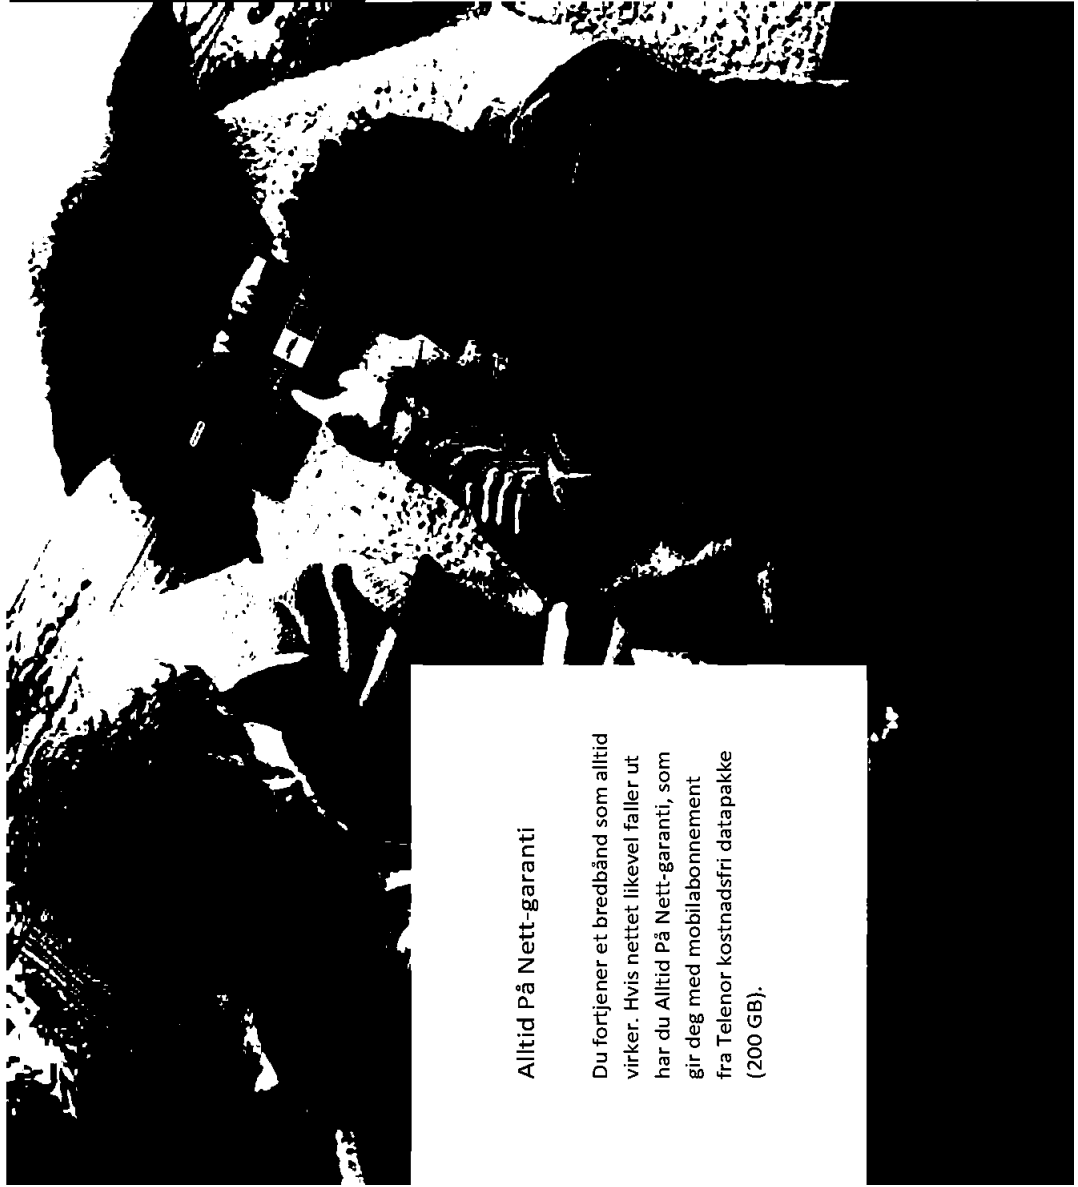 Alltid På Nett-garanti
Du fortjener et bredbånd som alltid
virker. Hvis nettet likevel faller ut
har du Alltid På Nett-garanti, som
gir deg med mobilabonnement
fra Telenor kostnadsfri datapakke
(200 GB).